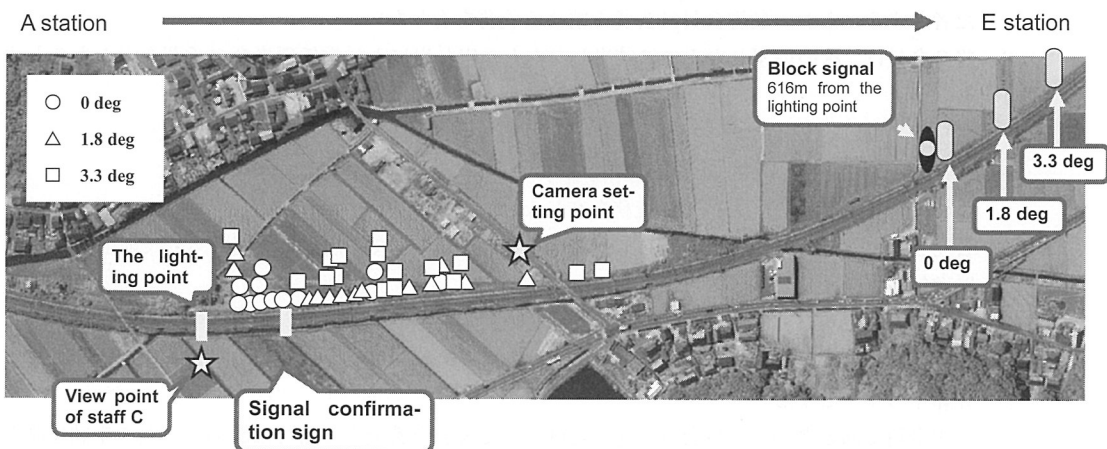 A station
E station
0 deg
1.8 deg
3.3 deg
Block signal
616m from the
lighting point
Camera set-
ting point
The light-
ing point
3.3 deg
1.8 deg
0 deg
View point
of staff C
Signal confirma-
tion sign